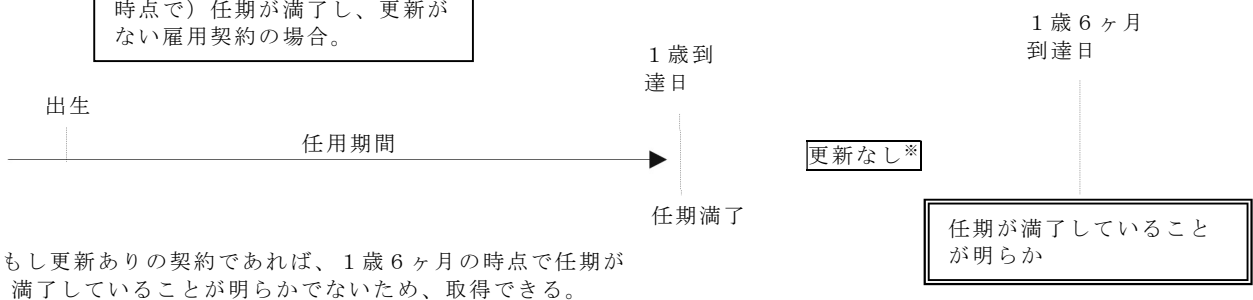 時点で）任期が満了し、更新が
ない雇用契約の場合。
１歳６ヶ月
到達日
１歳到
達日
出生
任用期間
更新なし※
任期満了
任期が満了していること
が明らか
もし更新ありの契約であれば、１歳６ヶ月の時点で任期が
満了していることが明らかでないため、取得できる。